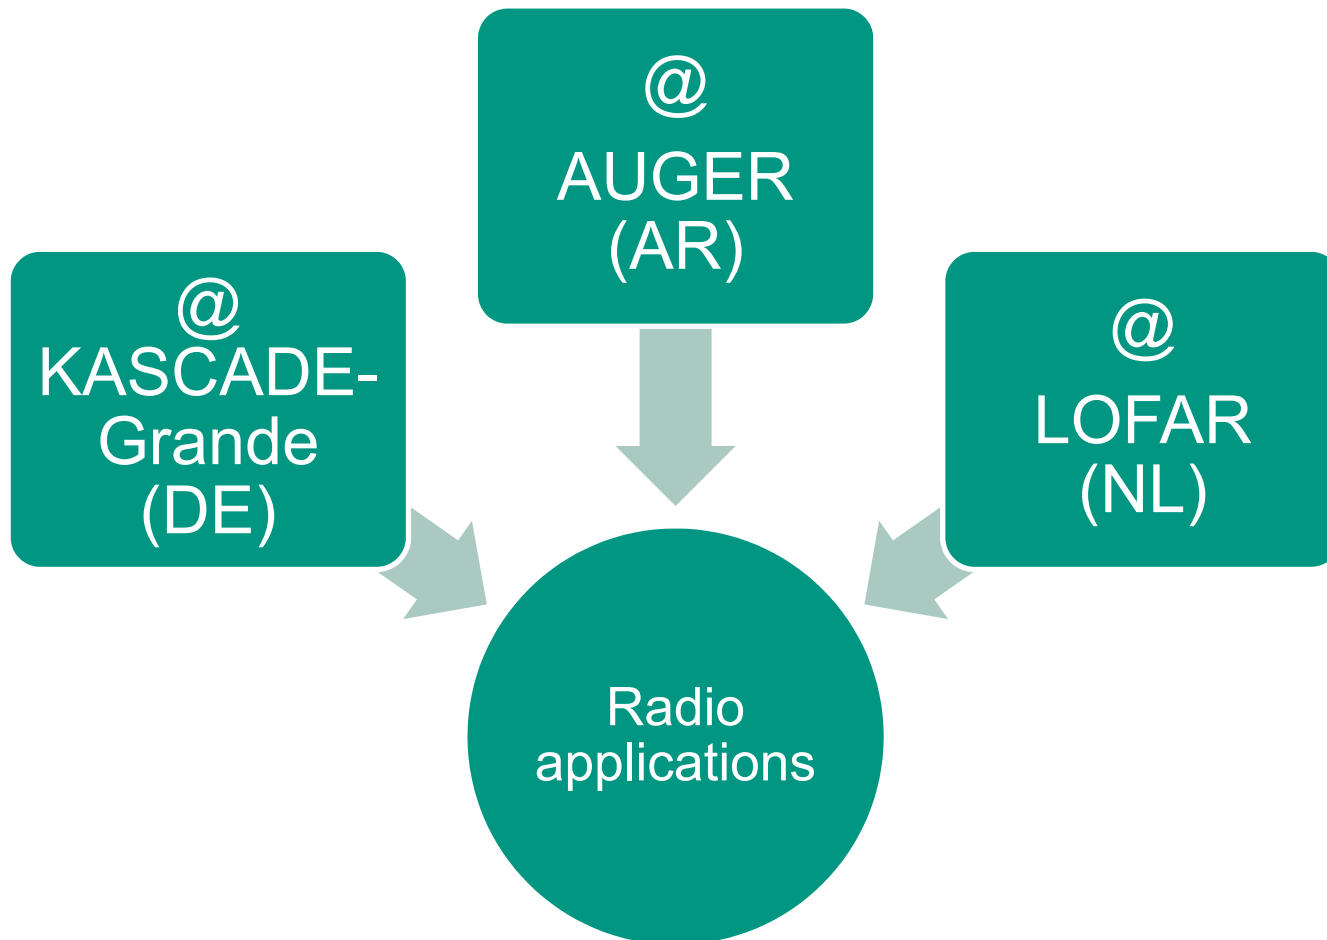 @
KASCADE-
Grande
(DE)
@
AUGER
(AR)
@
LOFAR
(NL)
Radio
applications